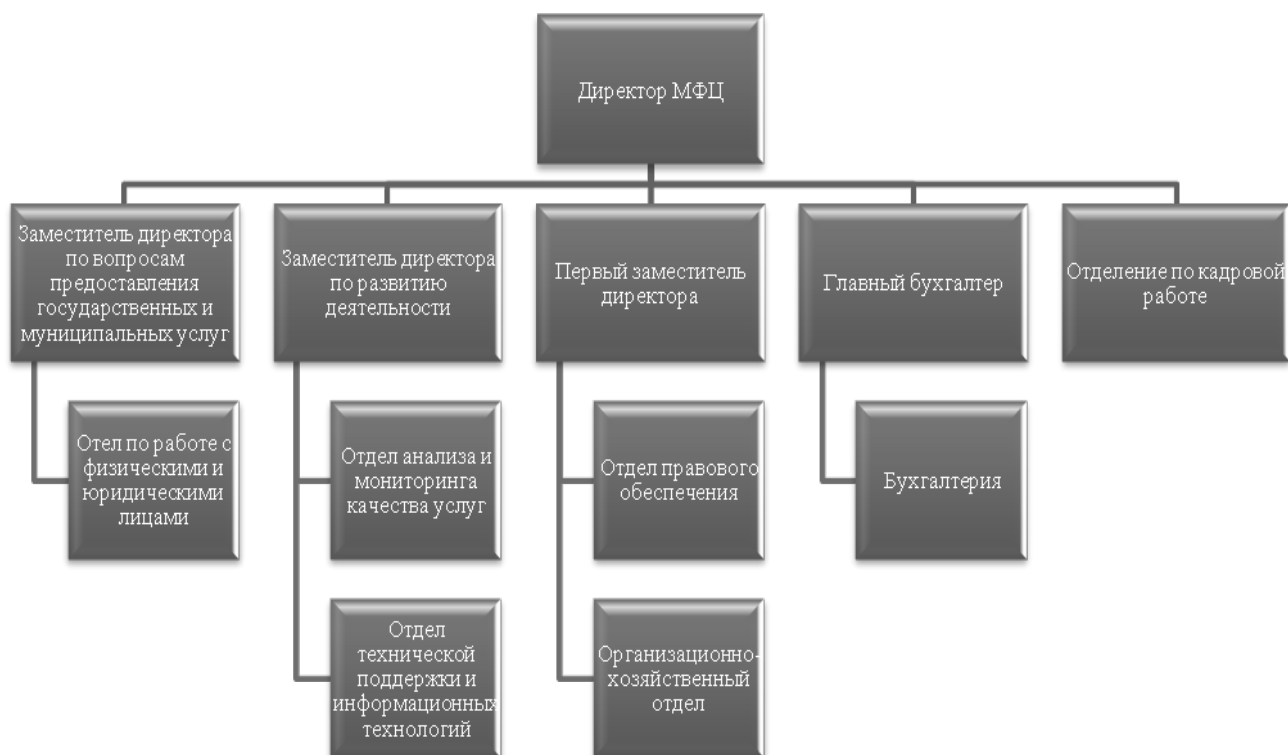 Директор МФЦ
Заместитель директора
по вопросам
предоставления
государственных и
муниципальных услуг
Заместитель директора
по развитию
деятельности
Первый заместитель
директора
Главный бухгалтер
Отделение по кадровой
работе
Отел по работе с
физическими и
юридическими
лицами
Отдел анализа и
мониторинга
качества услуг
Отдел правового
обеспечения
Бухгалтерия
Отдел
технической
поддержки и
информационных
технологий
Организационно-
хозяйственный
отдел